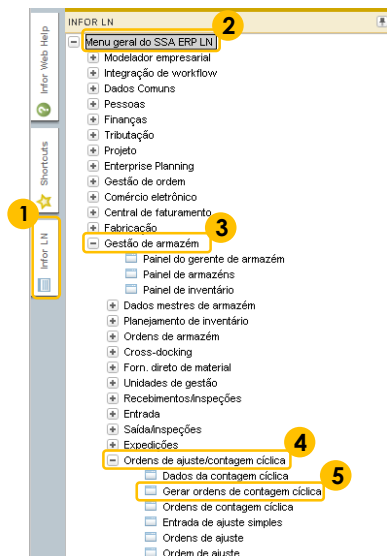 INFOR LN
2
Menu geral do SSA ERP LN
Modelador empresarial
Integração de workflow
Dados Comuns
Pessoas
Finanças
Tributação
Projeto
Enterprise Planning
Gestão de ordem
Comércio eletrônico
Central de faturamento
Fabricação
3
Gestão de armazém
Painel do gerente de armazém
Painel de armazéns
Painel de inventário
Dados mestres de armazém
Planejamento de inventário
Ordens de armazém
Cross-docking
Forn. direto de material
Unidades de gestão
Recebimentos/inspeções
Entrada
Saída/inspeções
Expedições
4
Ordens de ajuste/contagem cíclica
Dados da contagem cíclica
5
Gerar ordens de contagem cíclica
Ordens de contagem cíclica
Entrada de ajuste simples
Ordens de ajuste
Ordem de ajuste
Infor Web Help
Shortcuts
1
Infor LN